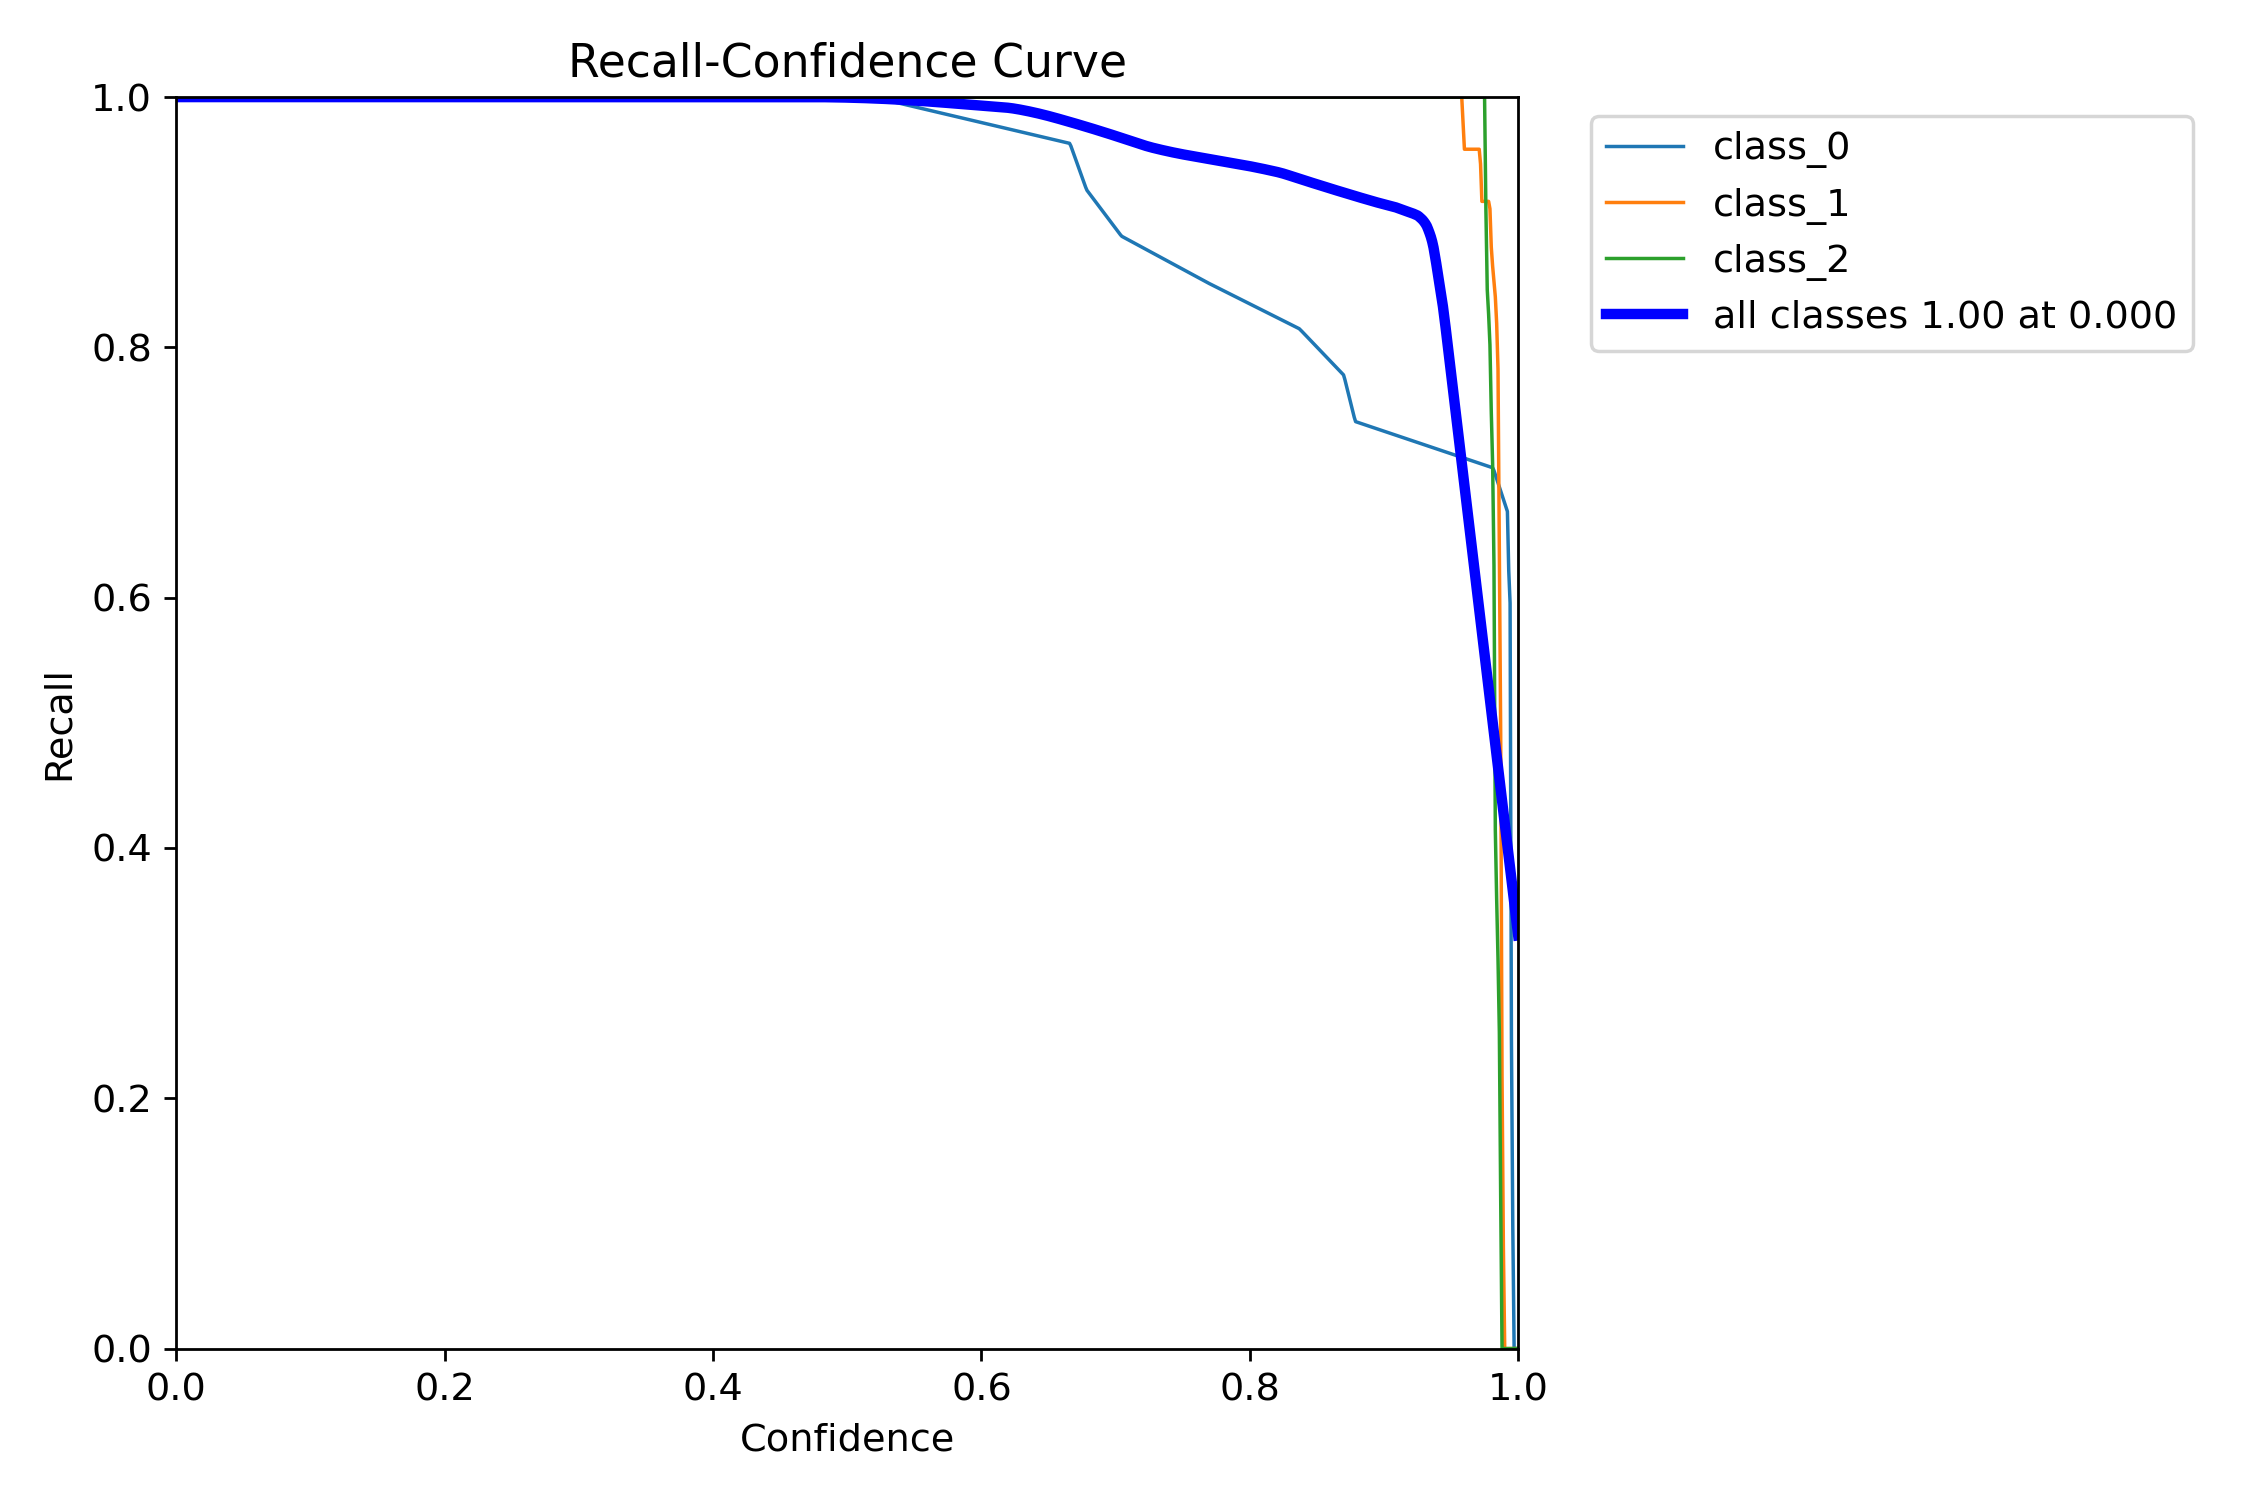 Recall-Confidence Curve
1.0
0.8
0.6
0.4
0.2
0.0
Recall
0.0 0.2 0.4 0.6 0.8 1.0
Confidence
class_0
class_1
class_2
all classes 1.00 at 0.000